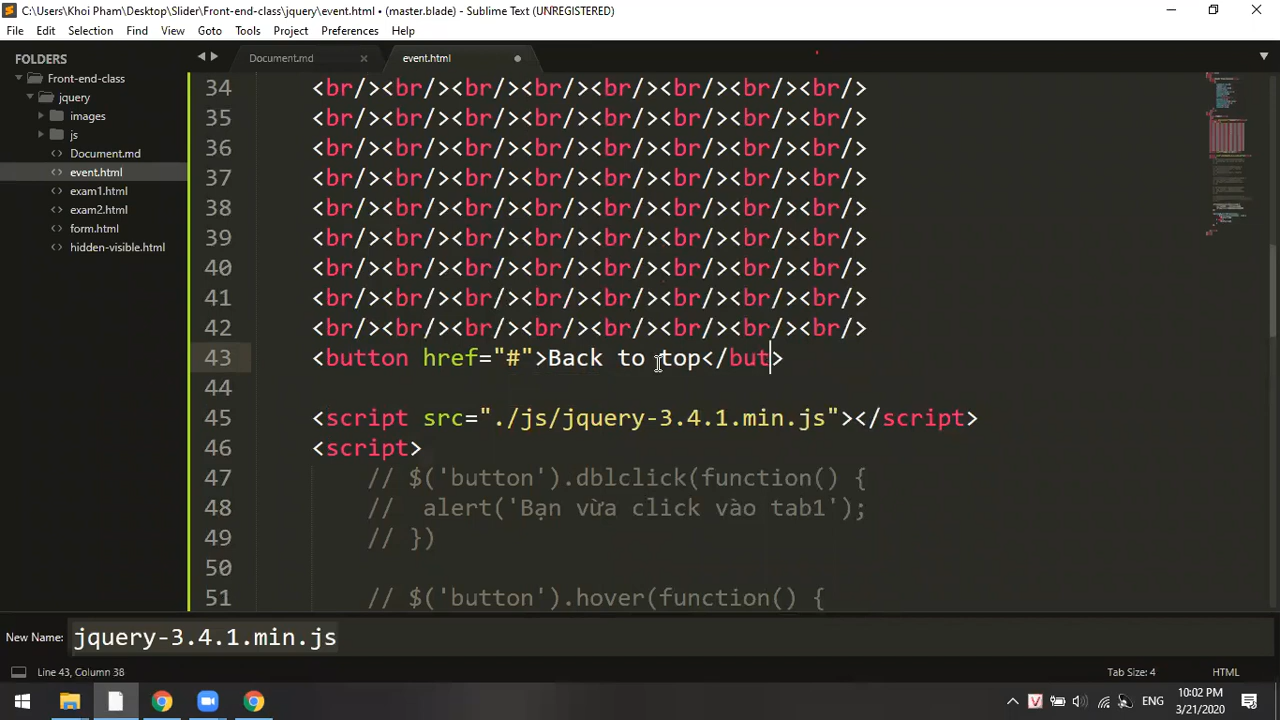 C:\Users\Khoi Pham\Desktop\Slider\Front-end-class\jquery\event.html • (master.blade) - Sublime Text (UNREGISTERED)
File Edit Selection Find View Goto Tools Project Preferences Help
FOLDERS
Front-end-class
jquery
images
js
Document.md
event.html
exam1.html
exam2.html
form.html
hidden-visible.html
Document.md
event.html
34 <br/><br/><br/><br/><br/><br/><br/><br/>
35 <br/><br/><br/><br/><br/><br/><br/><br/>
36 <br/><br/><br/><br/><br/><br/><br/><br/>
37 <br/><br/><br/><br/><br/><br/><br/><br/>
38 <br/><br/><br/><br/><br/><br/><br/><br/>
39 <br/><br/><br/><br/><br/><br/><br/><br/>
40 <br/><br/><br/><br/><br/><br/><br/><br/>
41 <br/><br/><br/><br/><br/><br/><br/><br/>
42 <br/><br/><br/><br/><br/><br/><br/><br/>
43 <button href="#">Back to top</but>
44
45 <script src="./js/jquery-3.4.1.min.js"></script>
46 <script>
47 // $('button').dblclick(function() {
48 // alert('Bạn vừa click vào tab1');
49 // })
50
51 // $('button').hover(function() {
New Name: jquery-3.4.1.min.js
Line 43, Column 38
Tab Size: 4
HTML
ENG
10:02 PM
3/21/2020